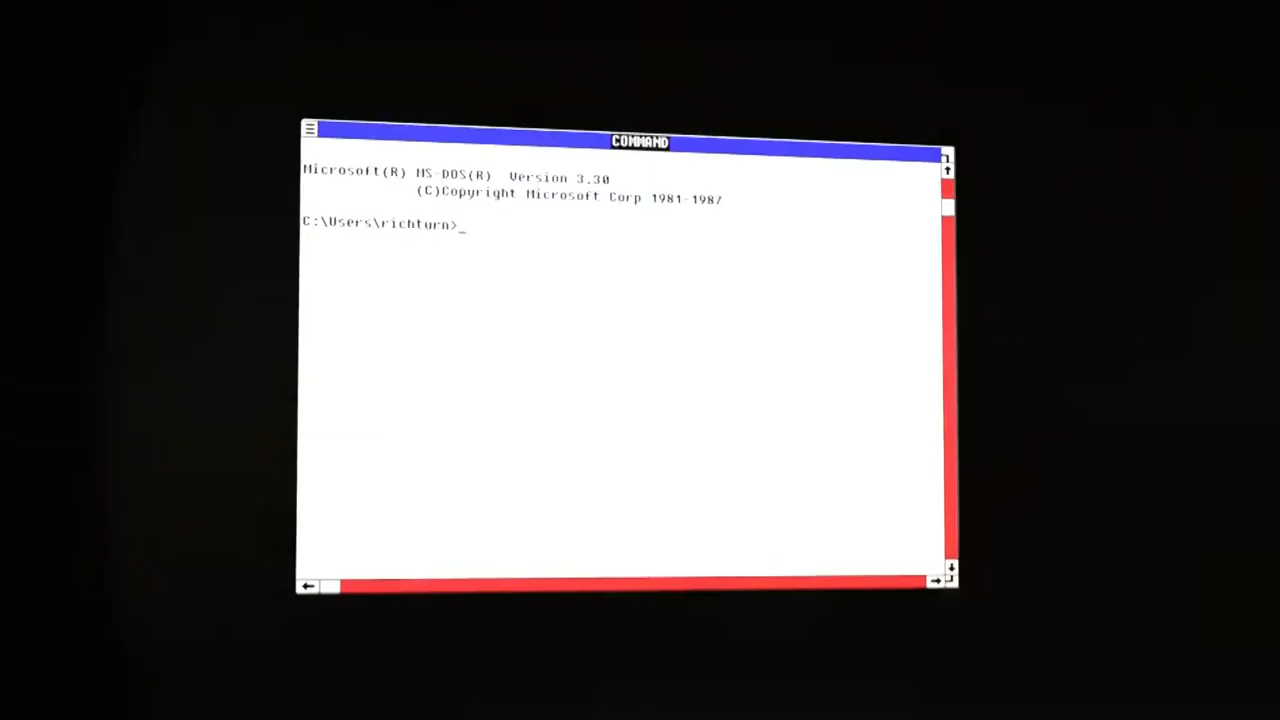 COMMAND
Microsoft(R) MS-DOS(R)  Version 3.30
(C)Copyright Microsoft Corp 1981-1987
C:\Users\richturn>_